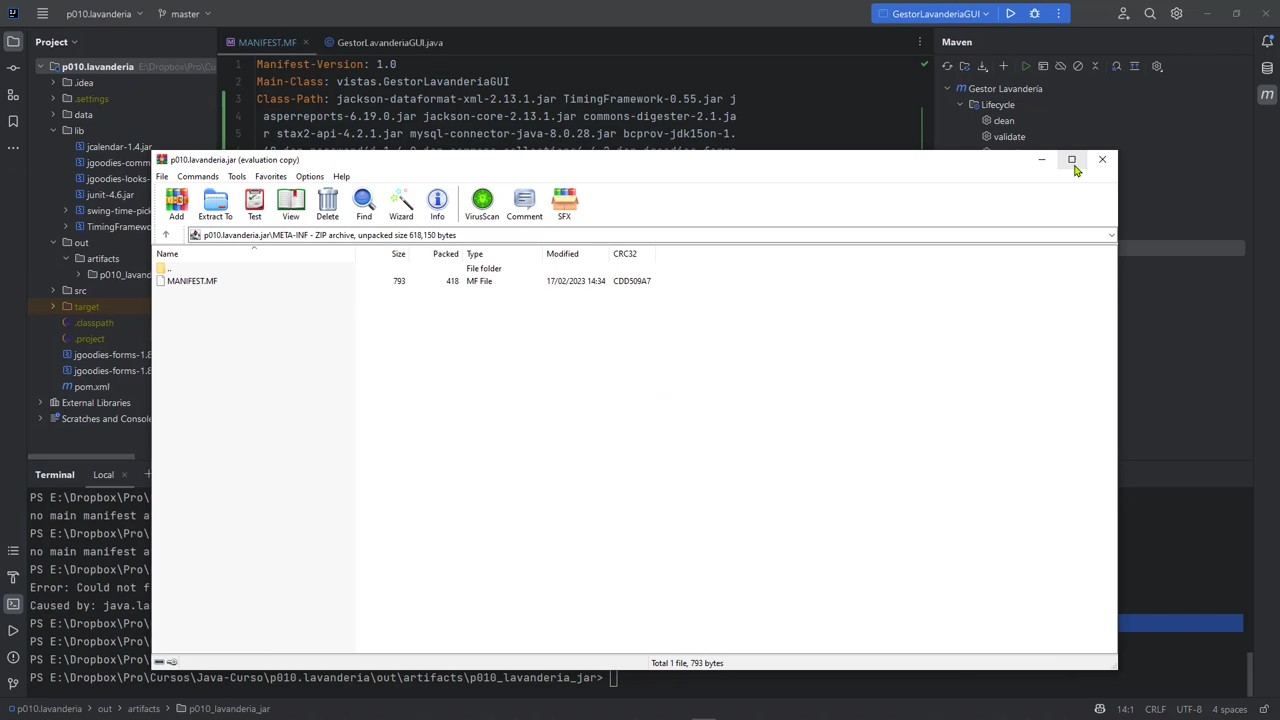 p010.lavanderia
master
GestorLavanderiaGUI
Project
MANIFEST.MF
GestorLavanderiaGUI.java
Maven
p010.lavanderia E:\Dropbox\Pro\Cu
.idea
.settings
data
lib
jcalendar-1.4.jar
jgoodies-comm
jgoodies-looks-
junit-4.6.jar
swing-time-pick
TimingFramewor
out
artifacts
p010_lavand
src
target
.classpath
.project
jgoodies-forms-1.8
jgoodies-forms-1.8
pom.xml
External Libraries
Scratches and Console
1 Manifest-Version: 1.0
2 Main-Class: vistas.GestorLavanderiaGUI
3 Class-Path: jackson-dataformat-xml-2.13.1.jar TimingFramework-0.55.jar j
4 asperreports-6.19.0.jar jackson-core-2.13.1.jar commons-digester-2.1.ja
5 r stax2-api-4.2.1.jar mysql-connector-java-8.0.28.jar bcprov-jdk15on-1.
Gestor Lavandería
Lifecycle
clean
validate
p010.lavanderia.jar (evaluation copy)
File Commands Tools Favorites Options Help
Add Extract To Test View Delete Find Wizard Info VirusScan Comment SFX
p010.lavanderia.jar\META-INF - ZIP archive, unpacked size 618,150 bytes
Name Size Packed Type Modified CRC32
.. File folder
MANIFEST.MF 793 418 MF File 17/02/2023 14:34 CDD509A7
Total 1 file, 793 bytes
Terminal Local
PS E:\Dropbox\Pro\
no main manifest a
PS E:\Dropbox\Pro\
no main manifest a
PS E:\Dropbox\Pro\
Error: Could not f
Caused by: java.la
PS E:\Dropbox\Pro\
PS E:\Dropbox\Pro\
PS E:\Dropbox\Pro\
PS E:\Dropbox\Pro\Cursos\Java-Curso\p010.lavanderia\out\artifacts\p010_lavanderia_jar>
p010.lavanderia > out > artifacts > p010_lavanderia_jar
14:1 CRLF UTF-8 4 spaces